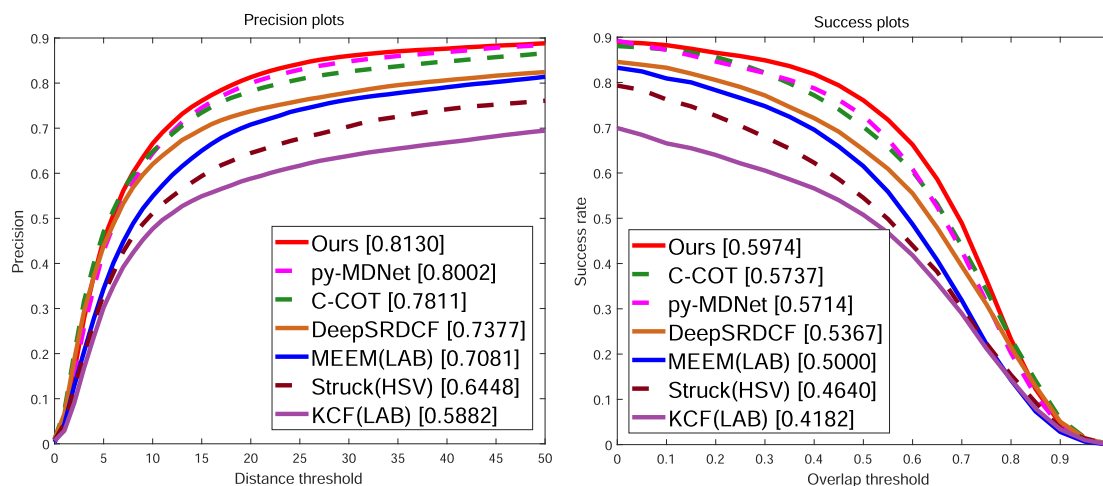 Precision plots
0.9
0.8
0.7
0.6
0.5
0.4
0.3
0.2
0.1
0
Precision
0 5 10 15 20 25 30 35 40 45 50
Distance threshold
Ours [0.8130]
py-MDNet [0.8002]
C-COT [0.7811]
DeepSRDCF [0.7377]
MEEM(LAB) [0.7081]
Struck(HSV) [0.6448]
KCF(LAB) [0.5882]
Success plots
0.9
0.8
0.7
0.6
0.5
0.4
0.3
0.2
0.1
0
Success rate
0 0.1 0.2 0.3 0.4 0.5 0.6 0.7 0.8 0.9
Overlap threshold
Ours [0.5974]
C-COT [0.5737]
py-MDNet [0.5714]
DeepSRDCF [0.5367]
MEEM(LAB) [0.5000]
Struck(HSV) [0.4640]
KCF(LAB) [0.4182]